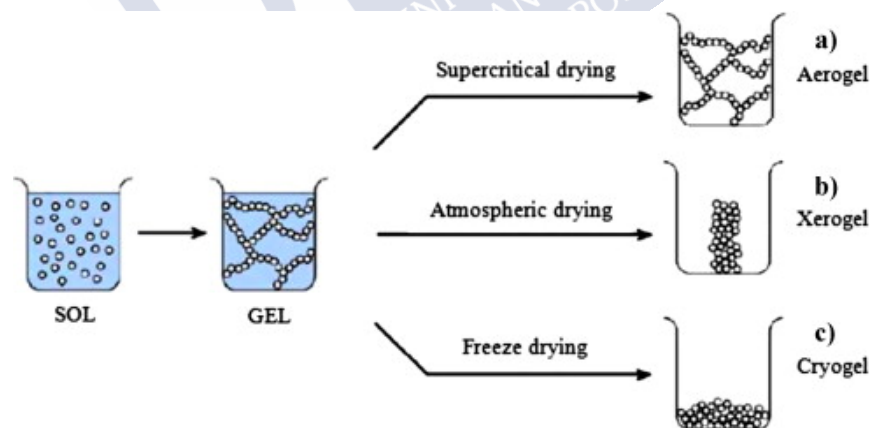 a)
Supercritical drying
Aerogel
b)
Atmospheric drying
Xerogel
SOL
GEL
c)
Freeze drying
Cryogel